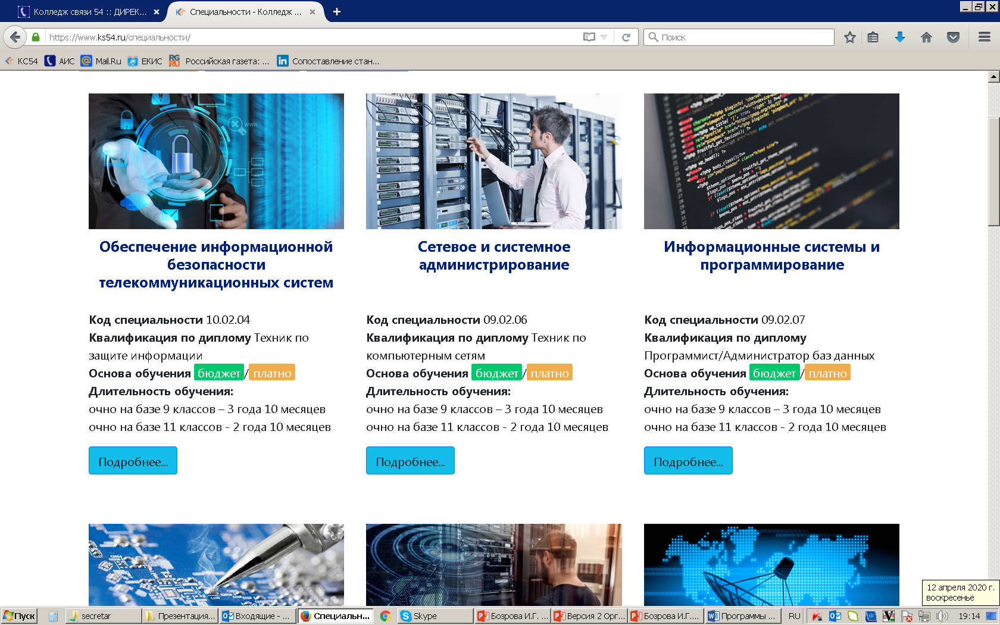 Колледж связи 54 :: ДИРЕК...
Специальности - Колледж ...
https://www.ks54.ru/специальности/
Поиск
КС54
АИС
Mail.Ru
ЕКИС
Российская газета: ...
Сопоставление стан...
Обеспечение информационной
безопасности
телекоммуникационных систем
Код специальности 10.02.04
Квалификация по диплому Техник по
защите информации
Основа обучения бюджет/платно
Длительность обучения:
очно на базе 9 классов – 3 года 10 месяцев
очно на базе 11 классов - 2 года 10 месяцев
Подробнее...
Сетевое и системное
администрирование
Код специальности 09.02.06
Квалификация по диплому Техник по
компьютерным сетям
Основа обучения бюджет/платно
Длительность обучения:
очно на базе 9 классов – 3 года 10 месяцев
очно на базе 11 классов - 2 года 10 месяцев
Подробнее...
Информационные системы и
программирование
Код специальности 09.02.07
Квалификация по диплому
Программист/Администратор баз данных
Основа обучения бюджет/платно
Длительность обучения:
очно на базе 9 классов – 3 года 10 месяцев
очно на базе 11 классов - 2 года 10 месяцев
Подробнее...
12 апреля 2020 г.
воскресенье
Пуск
secretar
Презентация...
Входящие - ...
Специальн...
Skype
Бозрова И.Г. ...
Версия 2 Орг...
Бозрова И.Г....
Программы ...
RU
19:14